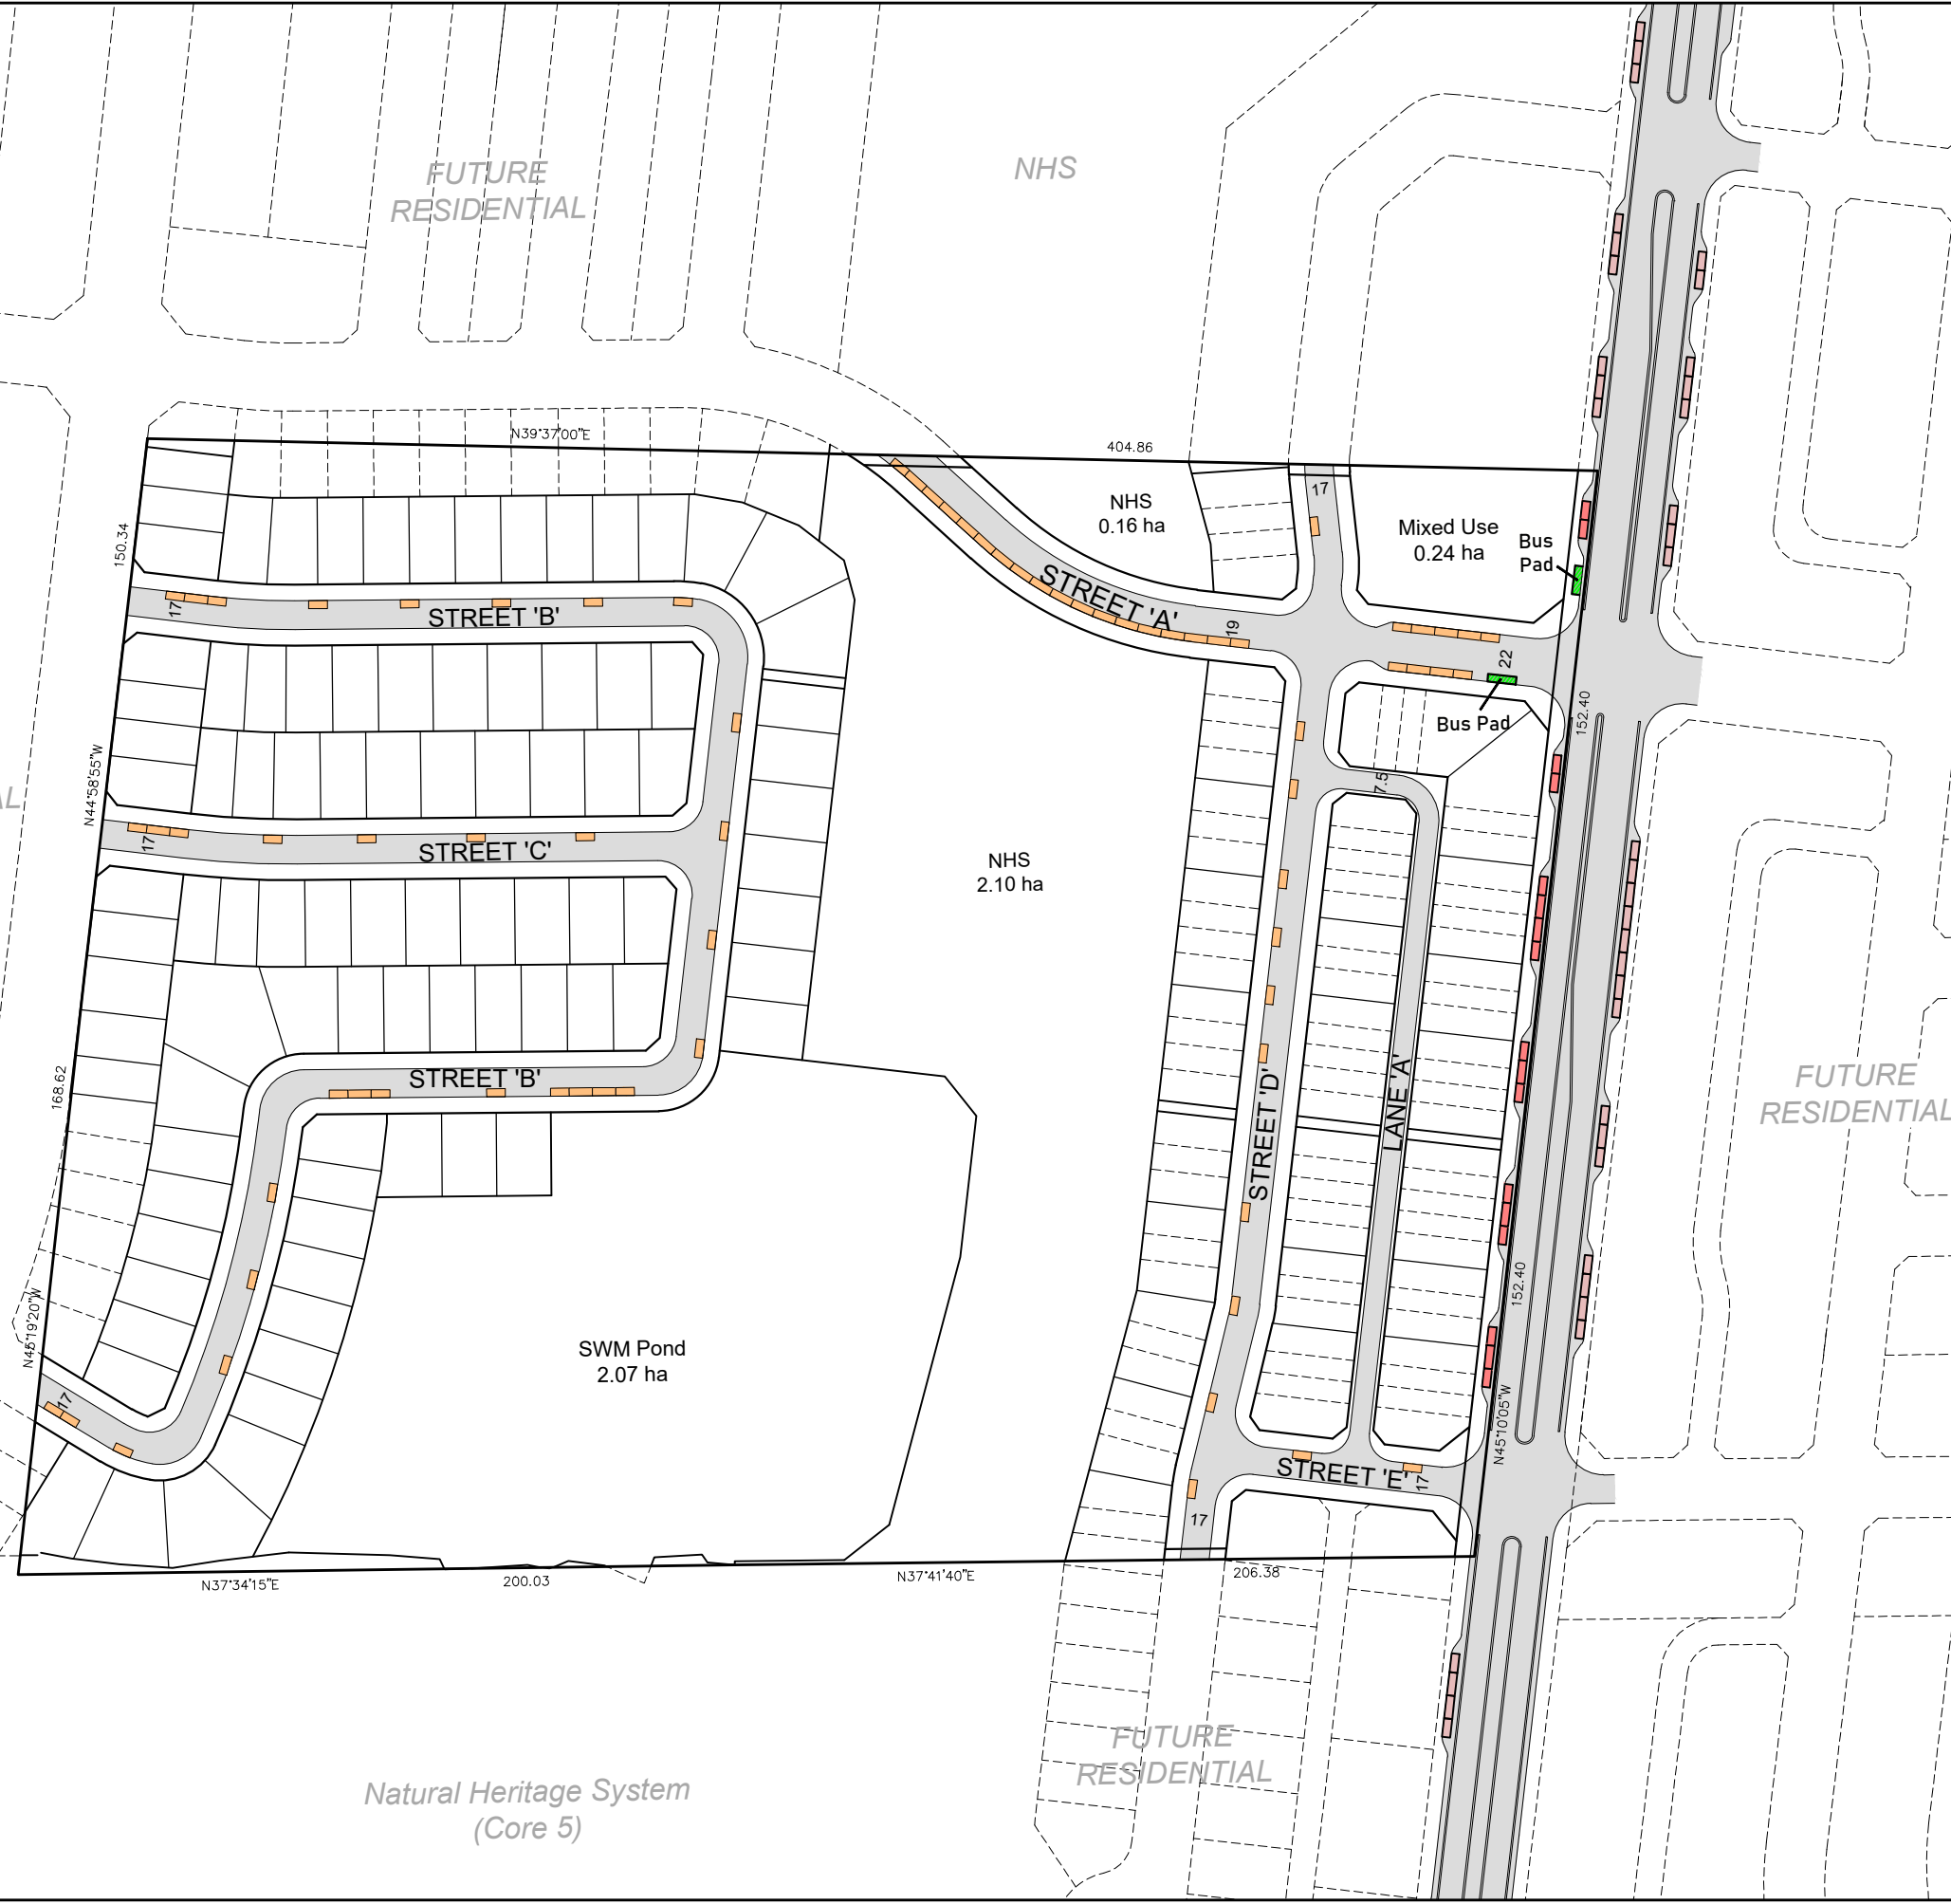 FUTURE
RESIDENTIAL
NHS
N39°37'00"E
404.86
150.34
NHS
0.16 ha
17
Mixed Use
0.24 ha
Bus
Pad
STREET 'A'
19
22
Bus Pad
152.40
17
STREET 'B'
N44°58'55"W
7.5
17
STREET 'C'
NHS
2.10 ha
168.62
STREET 'B'
STREET 'D'
LANE 'A'
FUTURE
RESIDENTIAL
152.40
N45°19'20"W
SWM Pond
2.07 ha
17
N45°10'05"W
STREET 'E'
17
17
N37°34'15"E
200.03
N37°41'40"E
206.38
FUTURE
RESIDENTIAL
Natural Heritage System
(Core 5)